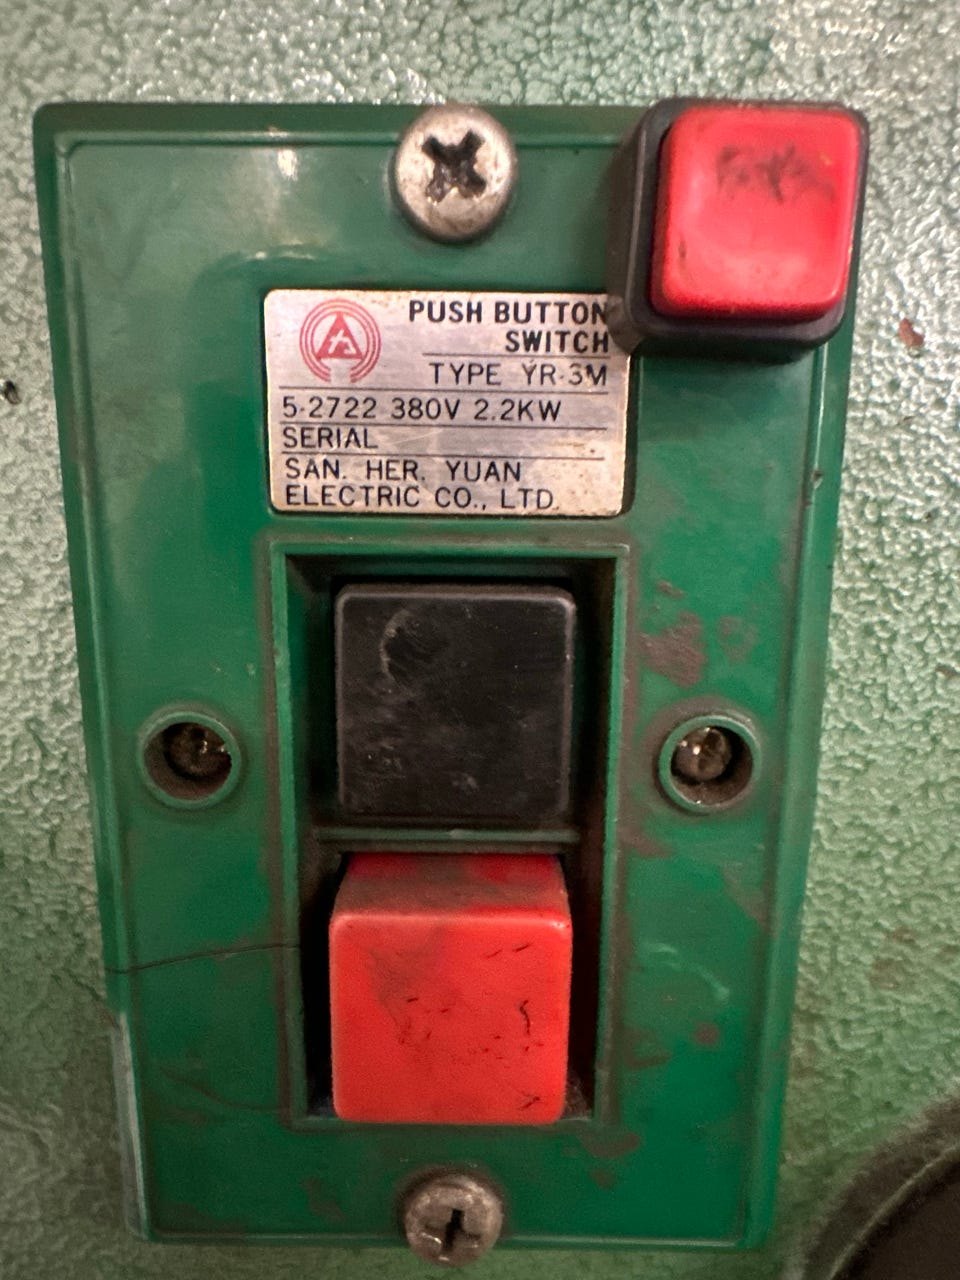 PUSH BUTTON
SWITCH
TYPE YR-3M
5-2722 380V 2.2KW
SERIAL
SAN. HER. YUAN
ELECTRIC CO., LTD.